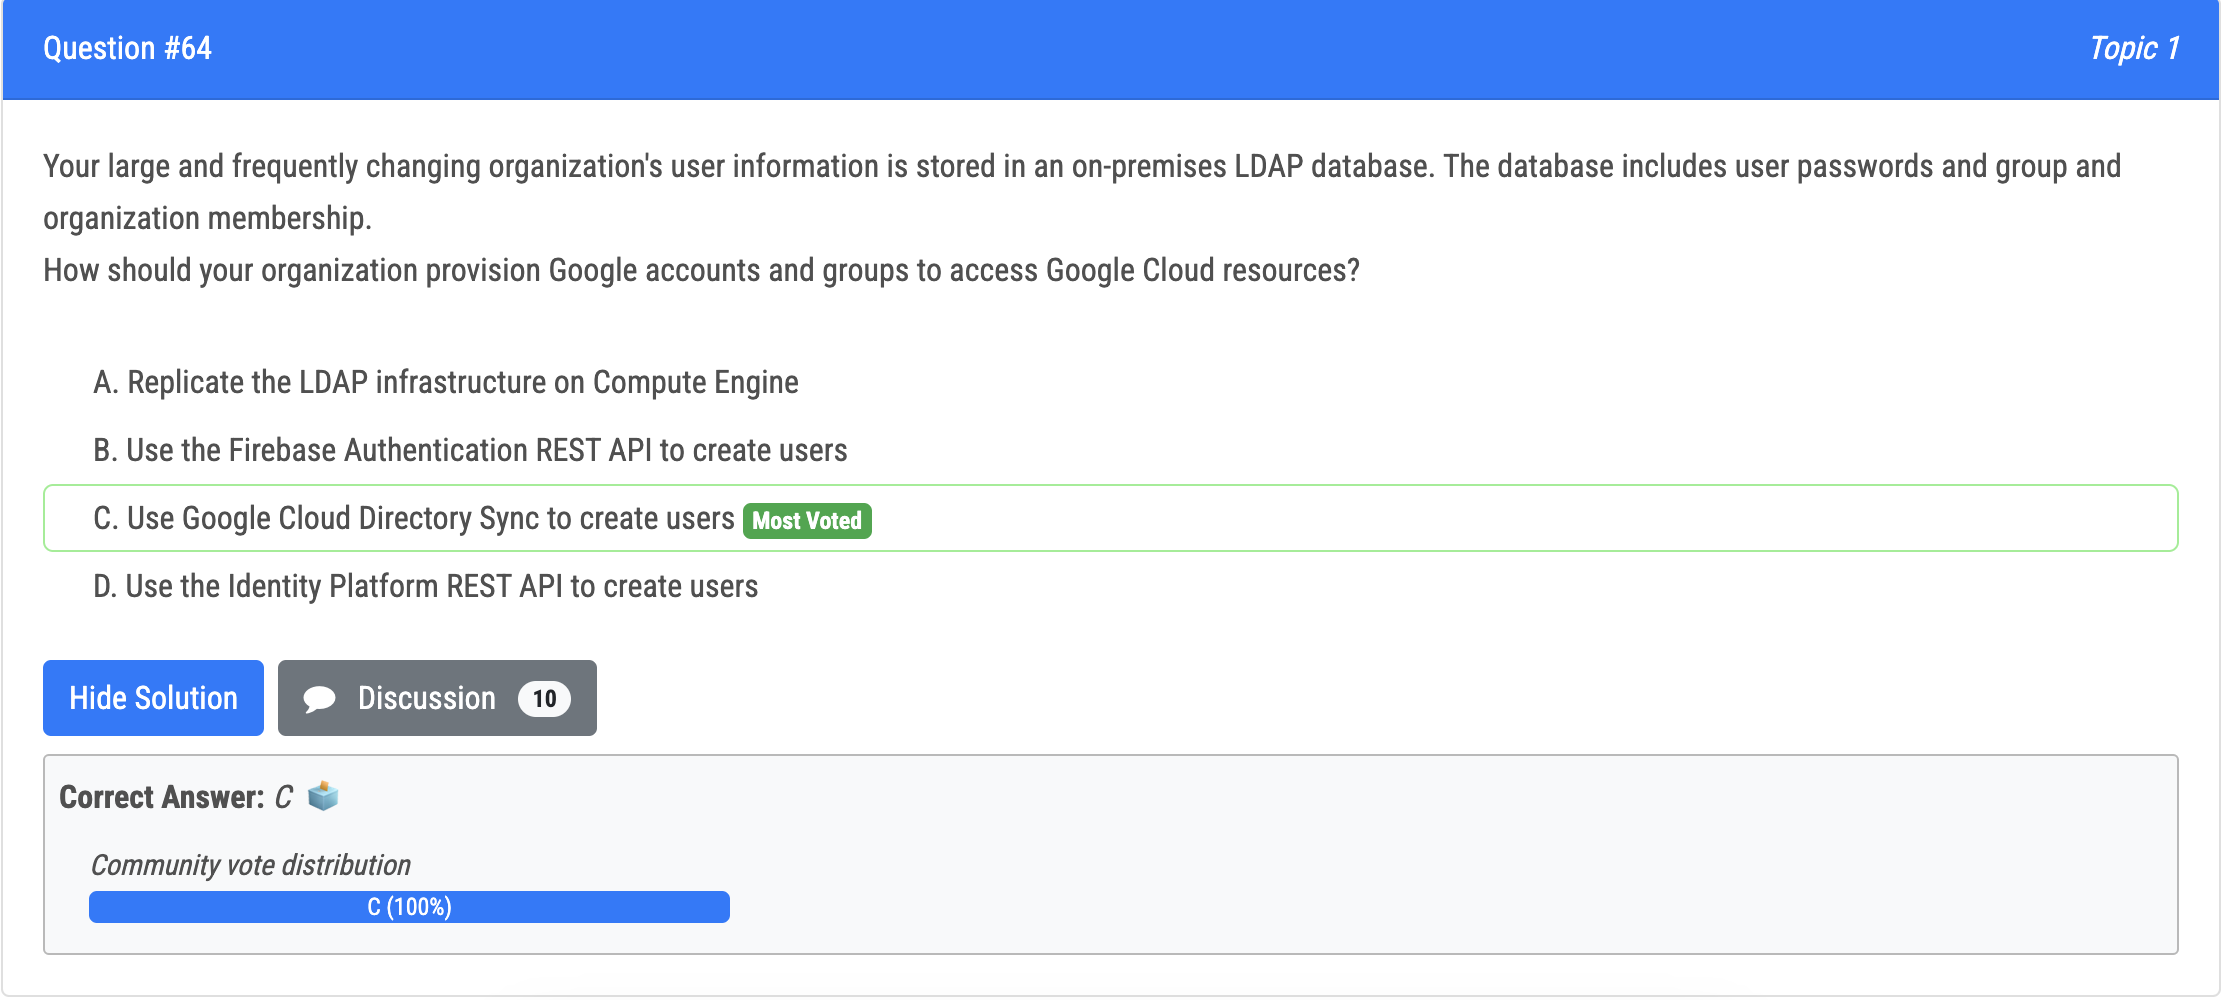 Question #64
Topic 1
Your large and frequently changing organization's user information is stored in an on-premises LDAP database. The database includes user passwords and group and
organization membership.
How should your organization provision Google accounts and groups to access Google Cloud resources?
A. Replicate the LDAP infrastructure on Compute Engine
B. Use the Firebase Authentication REST API to create users
C. Use Google Cloud Directory Sync to create users Most Voted
D. Use the Identity Platform REST API to create users
Hide Solution
Discussion 10
Correct Answer: C
Community vote distribution
C (100%)